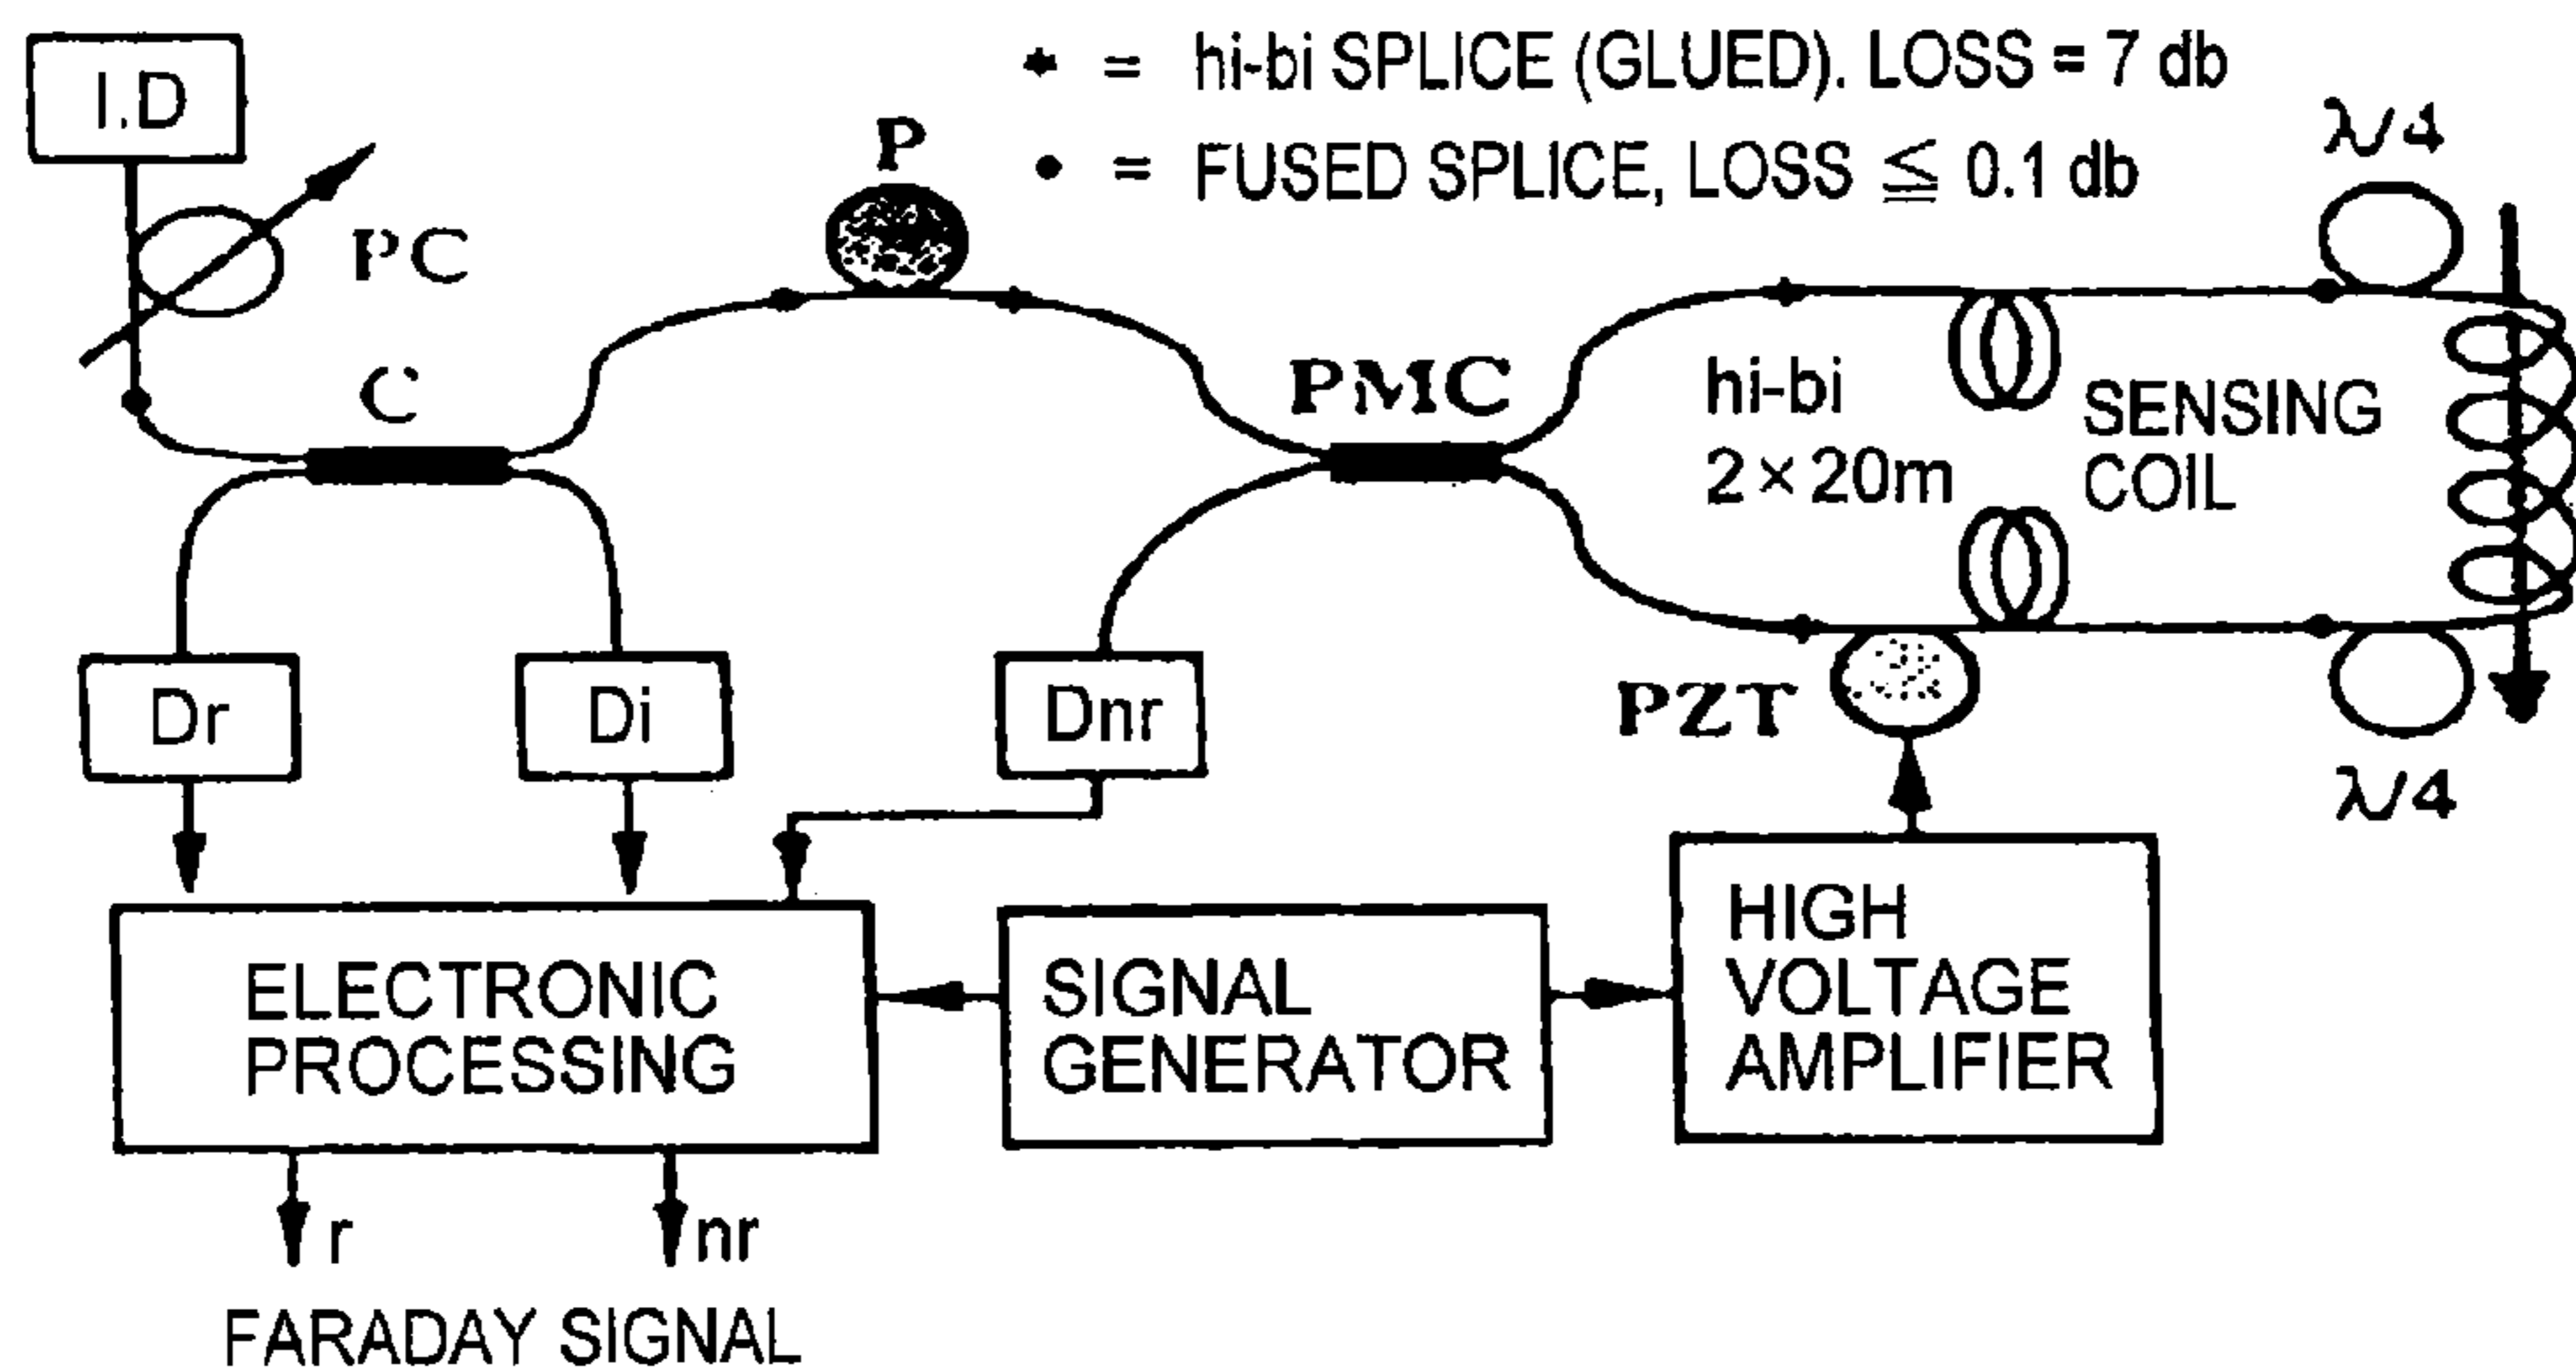 I.D
✦ = hi-bi SPLICE (GLUED). LOSS = 7 db
● = FUSED SPLICE, LOSS ≦ 0.1 db
λ/4
P
PC
C
PMC
hi-bi
2×20m
SENSING
COIL
Dr
Di
Dnr
PZT
λ/4
ELECTRONIC
PROCESSING
SIGNAL
GENERATOR
HIGH
VOLTAGE
AMPLIFIER
r
nr
FARADAY SIGNAL